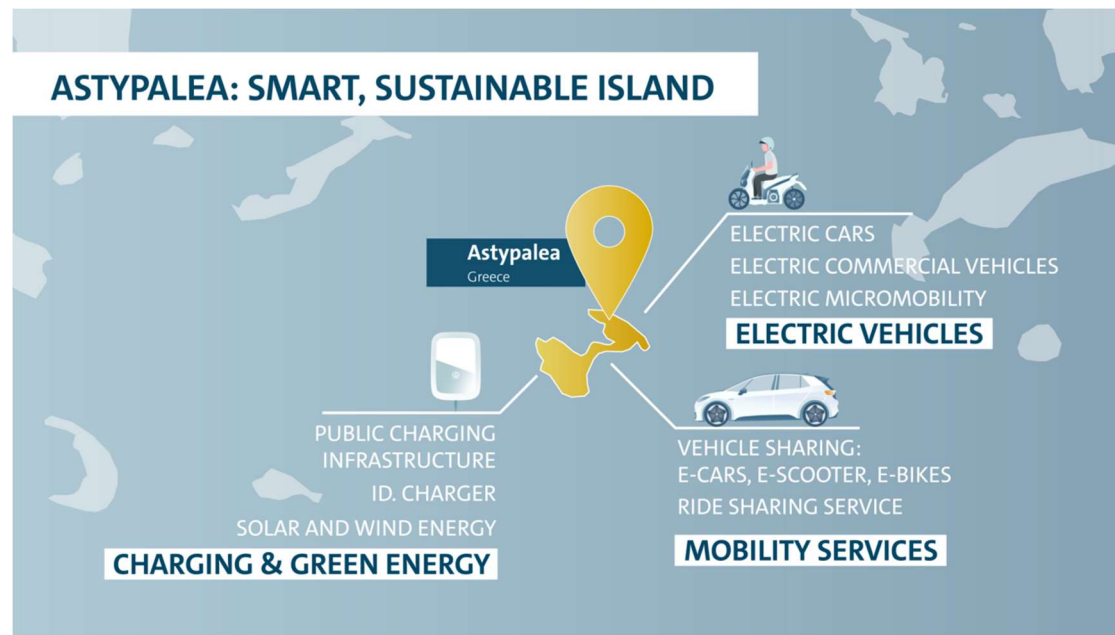 ASTYPALEA: SMART, SUSTAINABLE ISLAND
Astypalea
Greece
ELECTRIC CARS
ELECTRIC COMMERCIAL VEHICLES
ELECTRIC MICROMOBILITY
ELECTRIC VEHICLES
PUBLIC CHARGING
INFRASTRUCTURE
ID. CHARGER
SOLAR AND WIND ENERGY
CHARGING & GREEN ENERGY
VEHICLE SHARING:
E-CARS, E-SCOOTER, E-BIKES
RIDE SHARING SERVICE
MOBILITY SERVICES